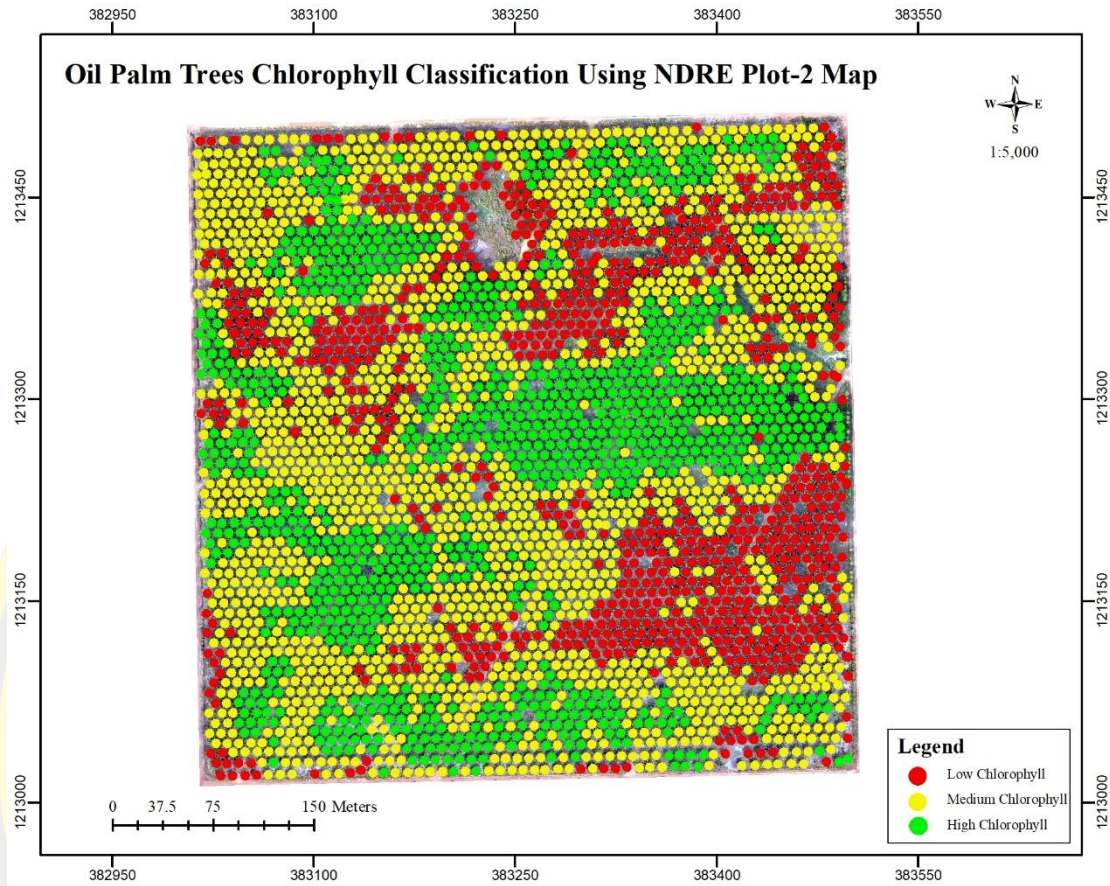 382950 383100 383250 383400 383550
Oil Palm Trees Chlorophyll Classification Using NDRE Plot-2 Map
N
W E
S
1:5,000
1213450 1213450
1213300 1213300
1213150 1213150
1213000 1213000
Legend
Low Chlorophyll
Medium Chlorophyll
High Chlorophyll
0 37.5 75 150 Meters
382950 383100 383250 383400 383550